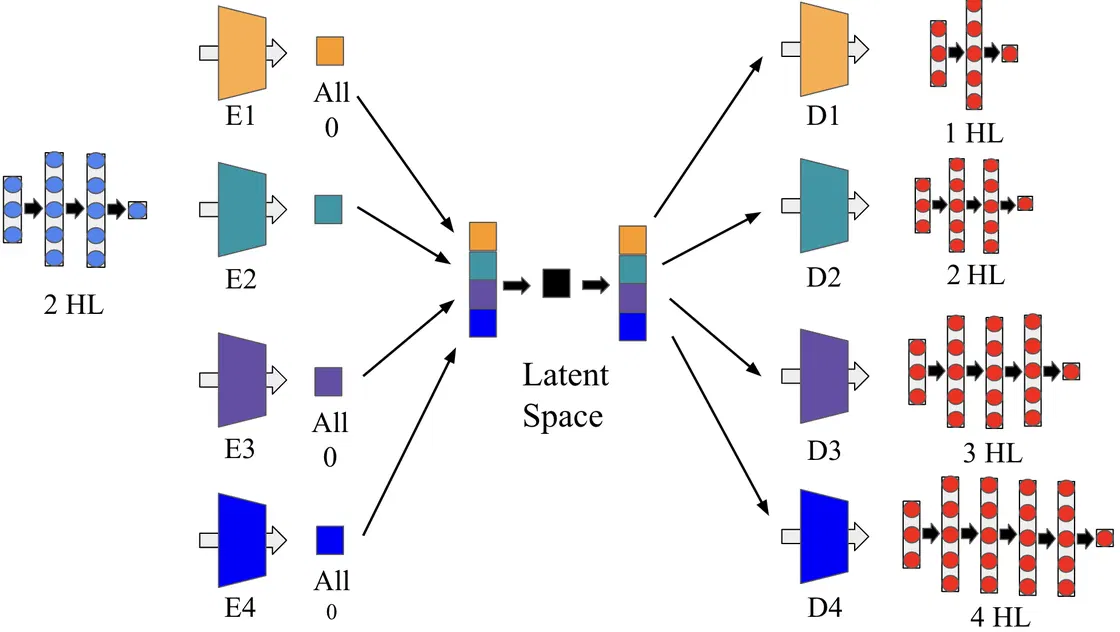 2 HL
E1
All
0
E2
E3
All
0
E4
All
0
Latent
Space
D1
1 HL
D2
2 HL
D3
3 HL
D4
4 HL